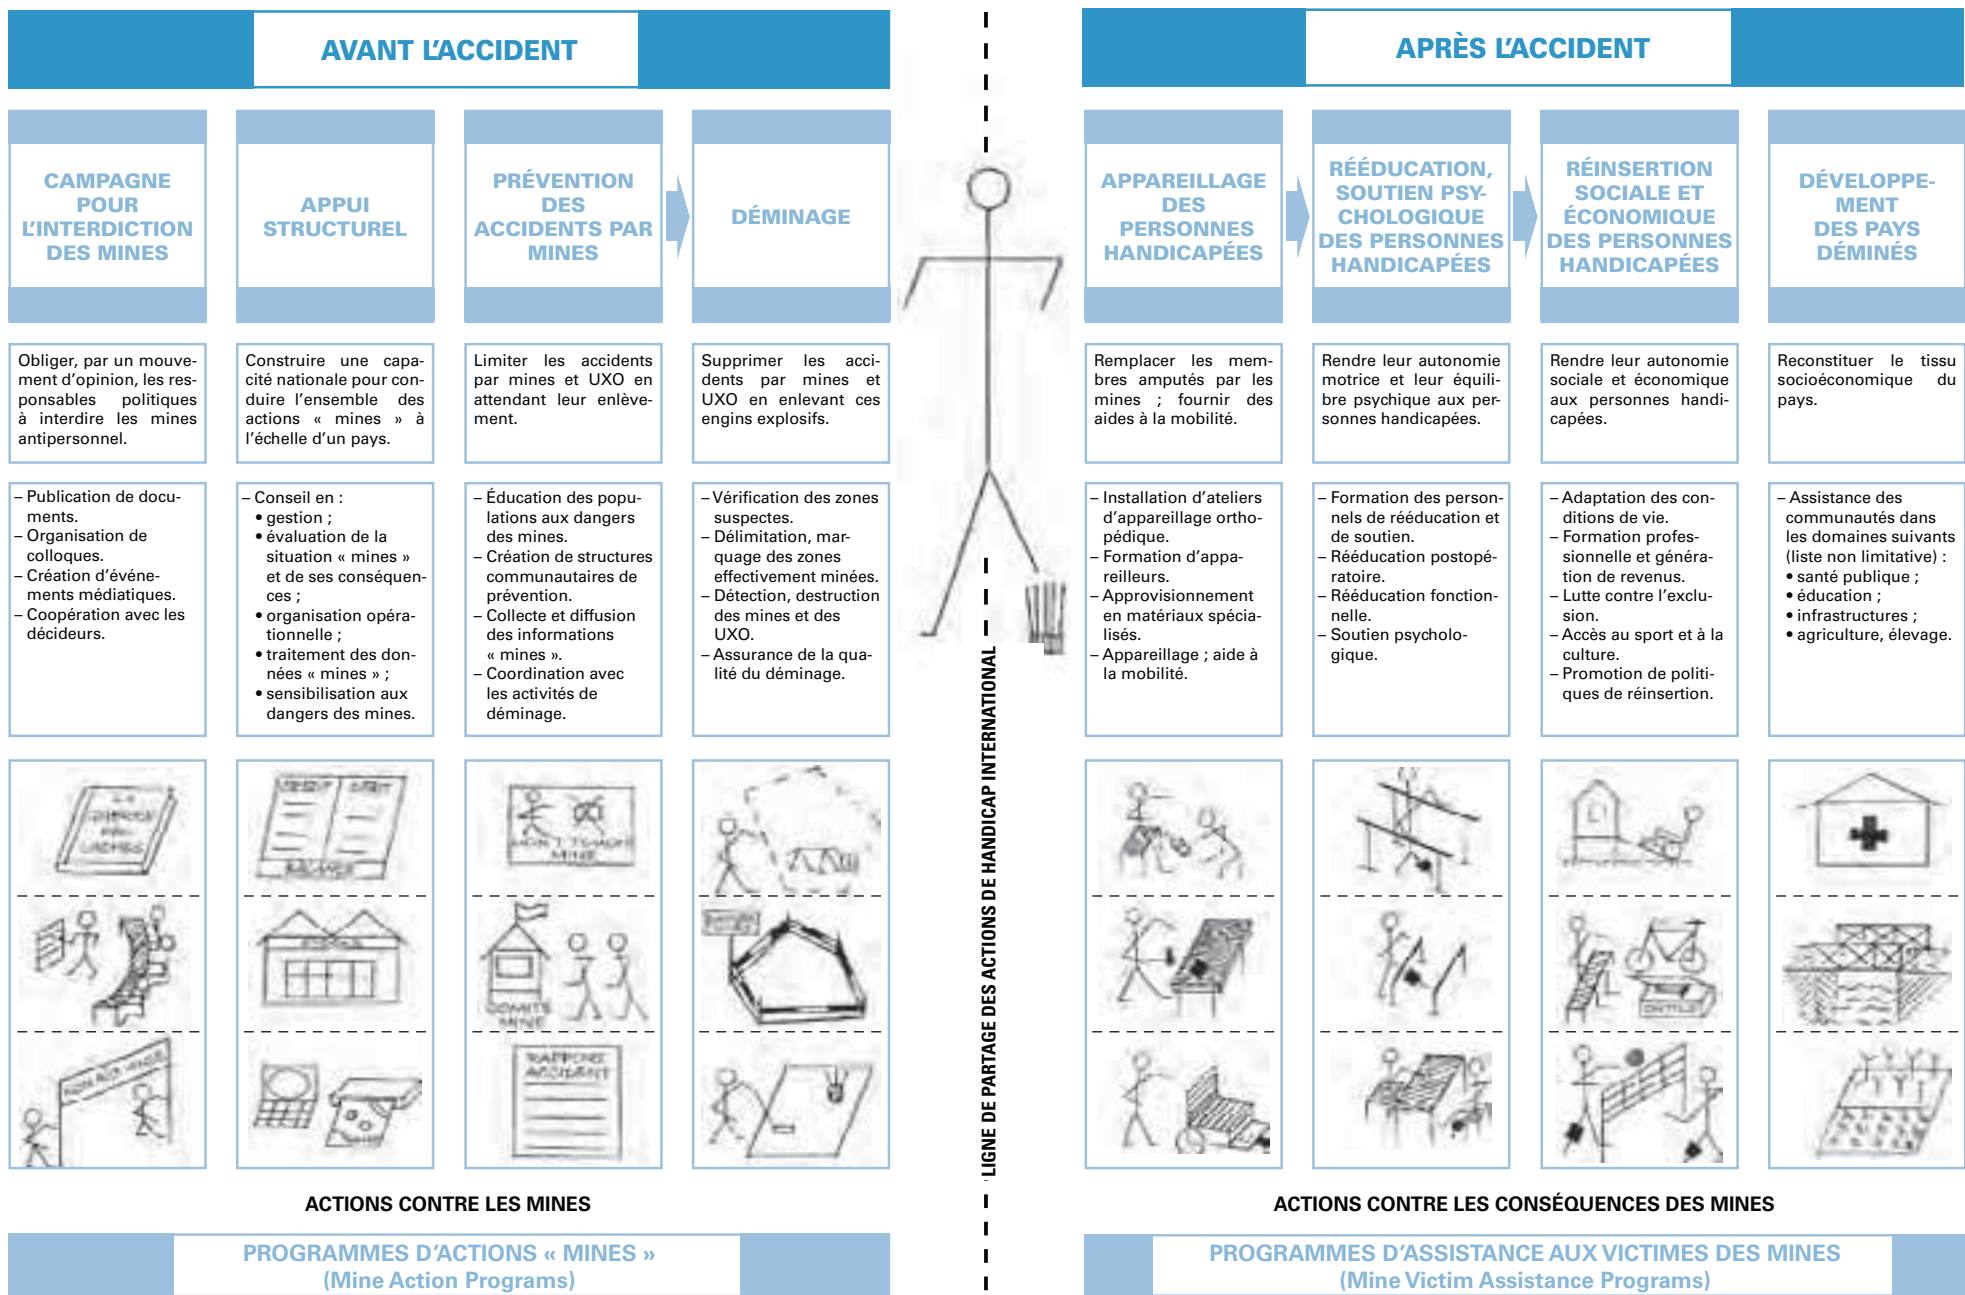 AVANT L'ACCIDENT
CAMPAGNE
POUR
L'INTERDICTION
DES MINES
APPUI
STRUCTUREL
PRÉVENTION
DES
ACCIDENTS PAR
MINES
DÉMINAGE
Obliger, par un mouve-
ment d'opinion, les res-
ponsables politiques
à interdire les mines
antipersonnel.
Construire une capa-
cité nationale pour con-
duire l'ensemble des
actions « mines » à
l'échelle d'un pays.
Limiter les accidents
par mines et UXO en
attendant leur enlève-
ment.
Supprimer les acci-
dents par mines et
UXO en enlevant ces
engins explosifs.
– Publication de docu-
ments.
– Organisation de
colloques.
– Création d'événe-
ments médiatiques.
– Coopération avec les
décideurs.
– Conseil en :
• gestion ;
• évaluation de la
situation « mines »
et de ses conséquen-
ces ;
• organisation opéra-
tionnelle ;
• traitement des don-
nées « mines » ;
• sensibilisation aux
dangers des mines.
– Éducation des popu-
lations aux dangers
des mines.
– Création de structures
communautaires de
prévention.
– Collecte et diffusion
des informations
« mines ».
– Coordination avec
les activités de
déminage.
– Vérification des zones
suspectes.
– Délimitation, mar-
quage des zones
effectivement minées.
– Détection, destruction
des mines et des
UXO.
– Assurance de la qua-
lité du déminage.
DON'T TOUCH
MINE
COMITE
MINE
RAPPORT
ACCIDENT
NON AUX MINES
ACTIONS CONTRE LES MINES
PROGRAMMES D'ACTIONS « MINES »
(Mine Action Programs)
LIGNE DE PARTAGE DES ACTIONS DE HANDICAP INTERNATIONAL
APRÈS L'ACCIDENT
APPAREILLAGE
DES
PERSONNES
HANDICAPÉES
RÉÉDUCATION,
SOUTIEN PSY-
CHOLOGIQUE
DES PERSONNES
HANDICAPÉES
RÉINSERTION
SOCIALE ET
ÉCONOMIQUE
DES PERSONNES
HANDICAPÉES
DÉVELOPPE-
MENT
DES PAYS
DÉMINÉS
Remplacer les mem-
bres amputés par les
mines ; fournir des
aides à la mobilité.
Rendre leur autonomie
motrice et leur équili-
bre psychique aux per-
sonnes handicapées.
Rendre leur autonomie
sociale et économique
aux personnes handi-
capées.
Reconstituer le tissu
socioéconomique du
pays.
– Installation d'ateliers
d'appareillage ortho-
pédique.
– Formation d'appa-
reilleurs.
– Approvisionnement
en matériaux spécia-
lisés.
– Appareillage ; aide à
la mobilité.
– Formation des person-
nels de rééducation et
de soutien.
– Rééducation postopé-
ratoire.
– Rééducation fonction-
nelle.
– Soutien psycholo-
gique.
– Adaptation des con-
ditions de vie.
– Formation profes-
sionnelle et généra-
tion de revenus.
– Lutte contre l'exclu-
sion.
– Accès au sport et à la
culture.
– Promotion de politi-
ques de réinsertion.
– Assistance des
communautés dans
les domaines suivants
(liste non limitative) :
• santé publique ;
• éducation ;
• infrastructures ;
• agriculture, élevage.
OUTILS
ACTIONS CONTRE LES CONSÉQUENCES DES MINES
PROGRAMMES D'ASSISTANCE AUX VICTIMES DES MINES
(Mine Victim Assistance Programs)